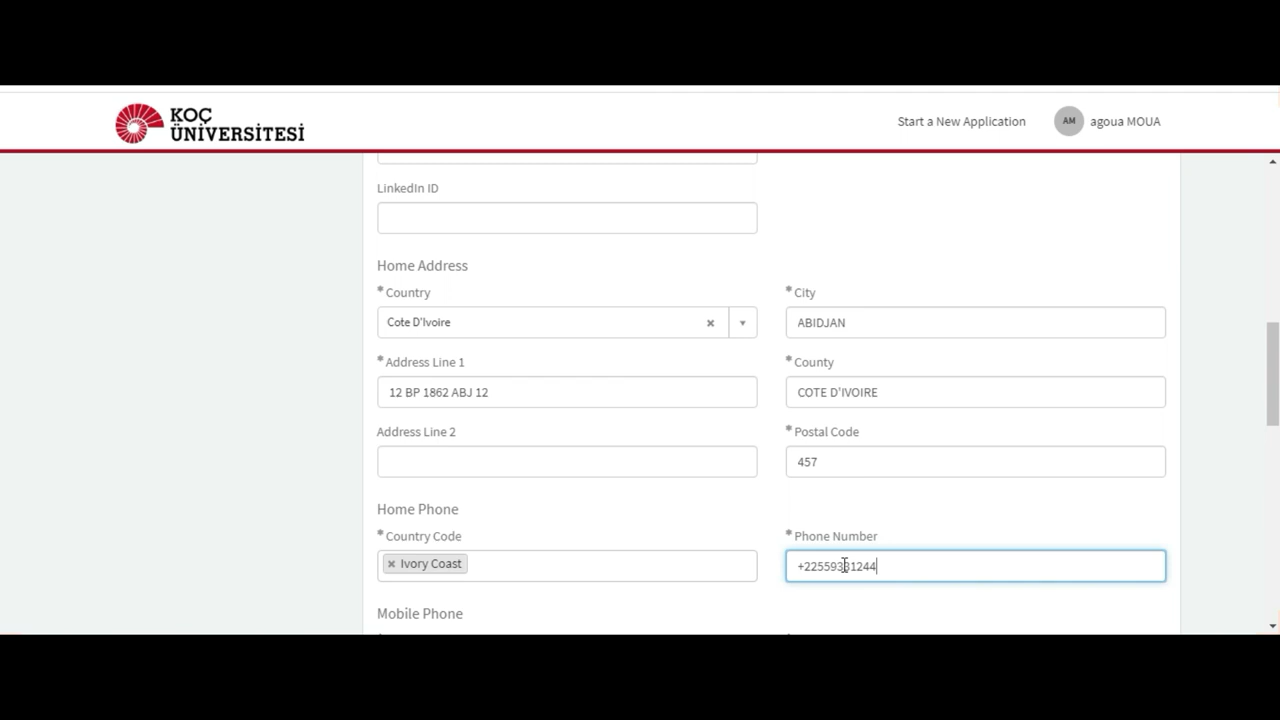 KOÇ
ÜNİVERSİTESİ
Start a New Application
AM
agoua MOUA
LinkedIn ID
Home Address
* Country
* City
Cote D'Ivoire
ABIDJAN
* Address Line 1
* County
12 BP 1862 ABJ 12
COTE D'IVOIRE
Address Line 2
* Postal Code
457
Home Phone
* Country Code
* Phone Number
× Ivory Coast
+22559331244
Mobile Phone